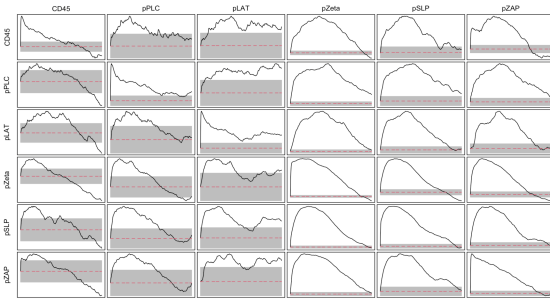 CD45 pPLC pLAT pZeta pSLP pZAP
CD45
pPLC
pLAT
pZeta
pSLP
pZAP